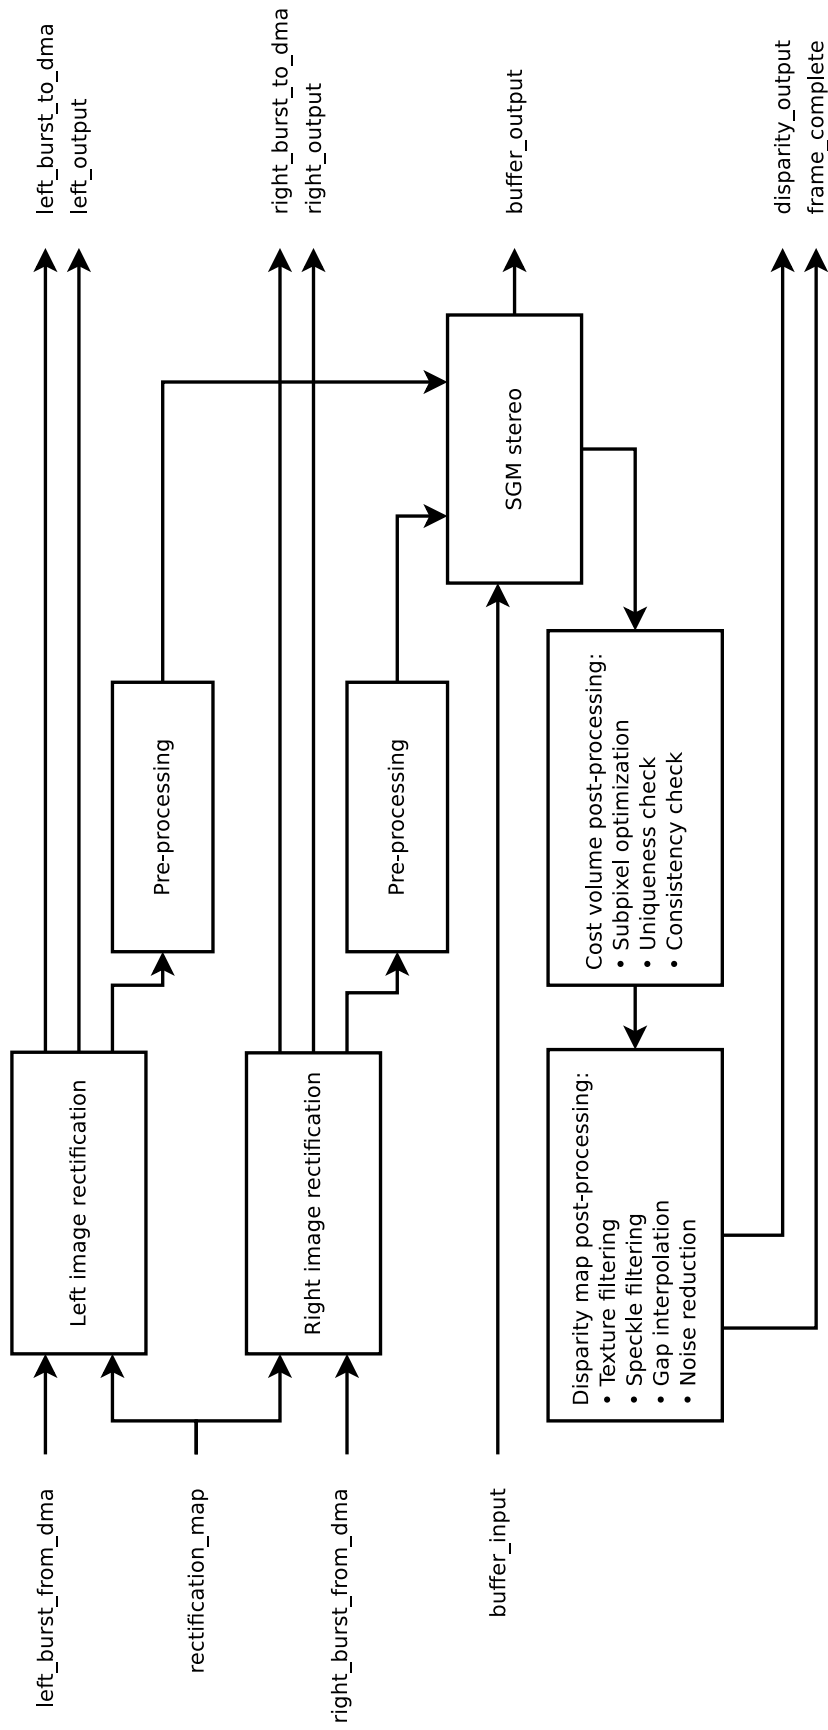 left_burst_to_dma
left_output
right_burst_to_dma
right_output
buffer_output
disparity_output
frame_complete
SGM stereo
Pre-processing
Pre-processing
Cost volume post-processing:
• Subpixel optimization
• Uniqueness check
• Consistency check
Left image rectification
Right image rectification
Disparity map post-processing:
• Texture filtering
• Speckle filtering
• Gap interpolation
• Noise reduction
left_burst_from_dma
rectification_map
right_burst_from_dma
buffer_input